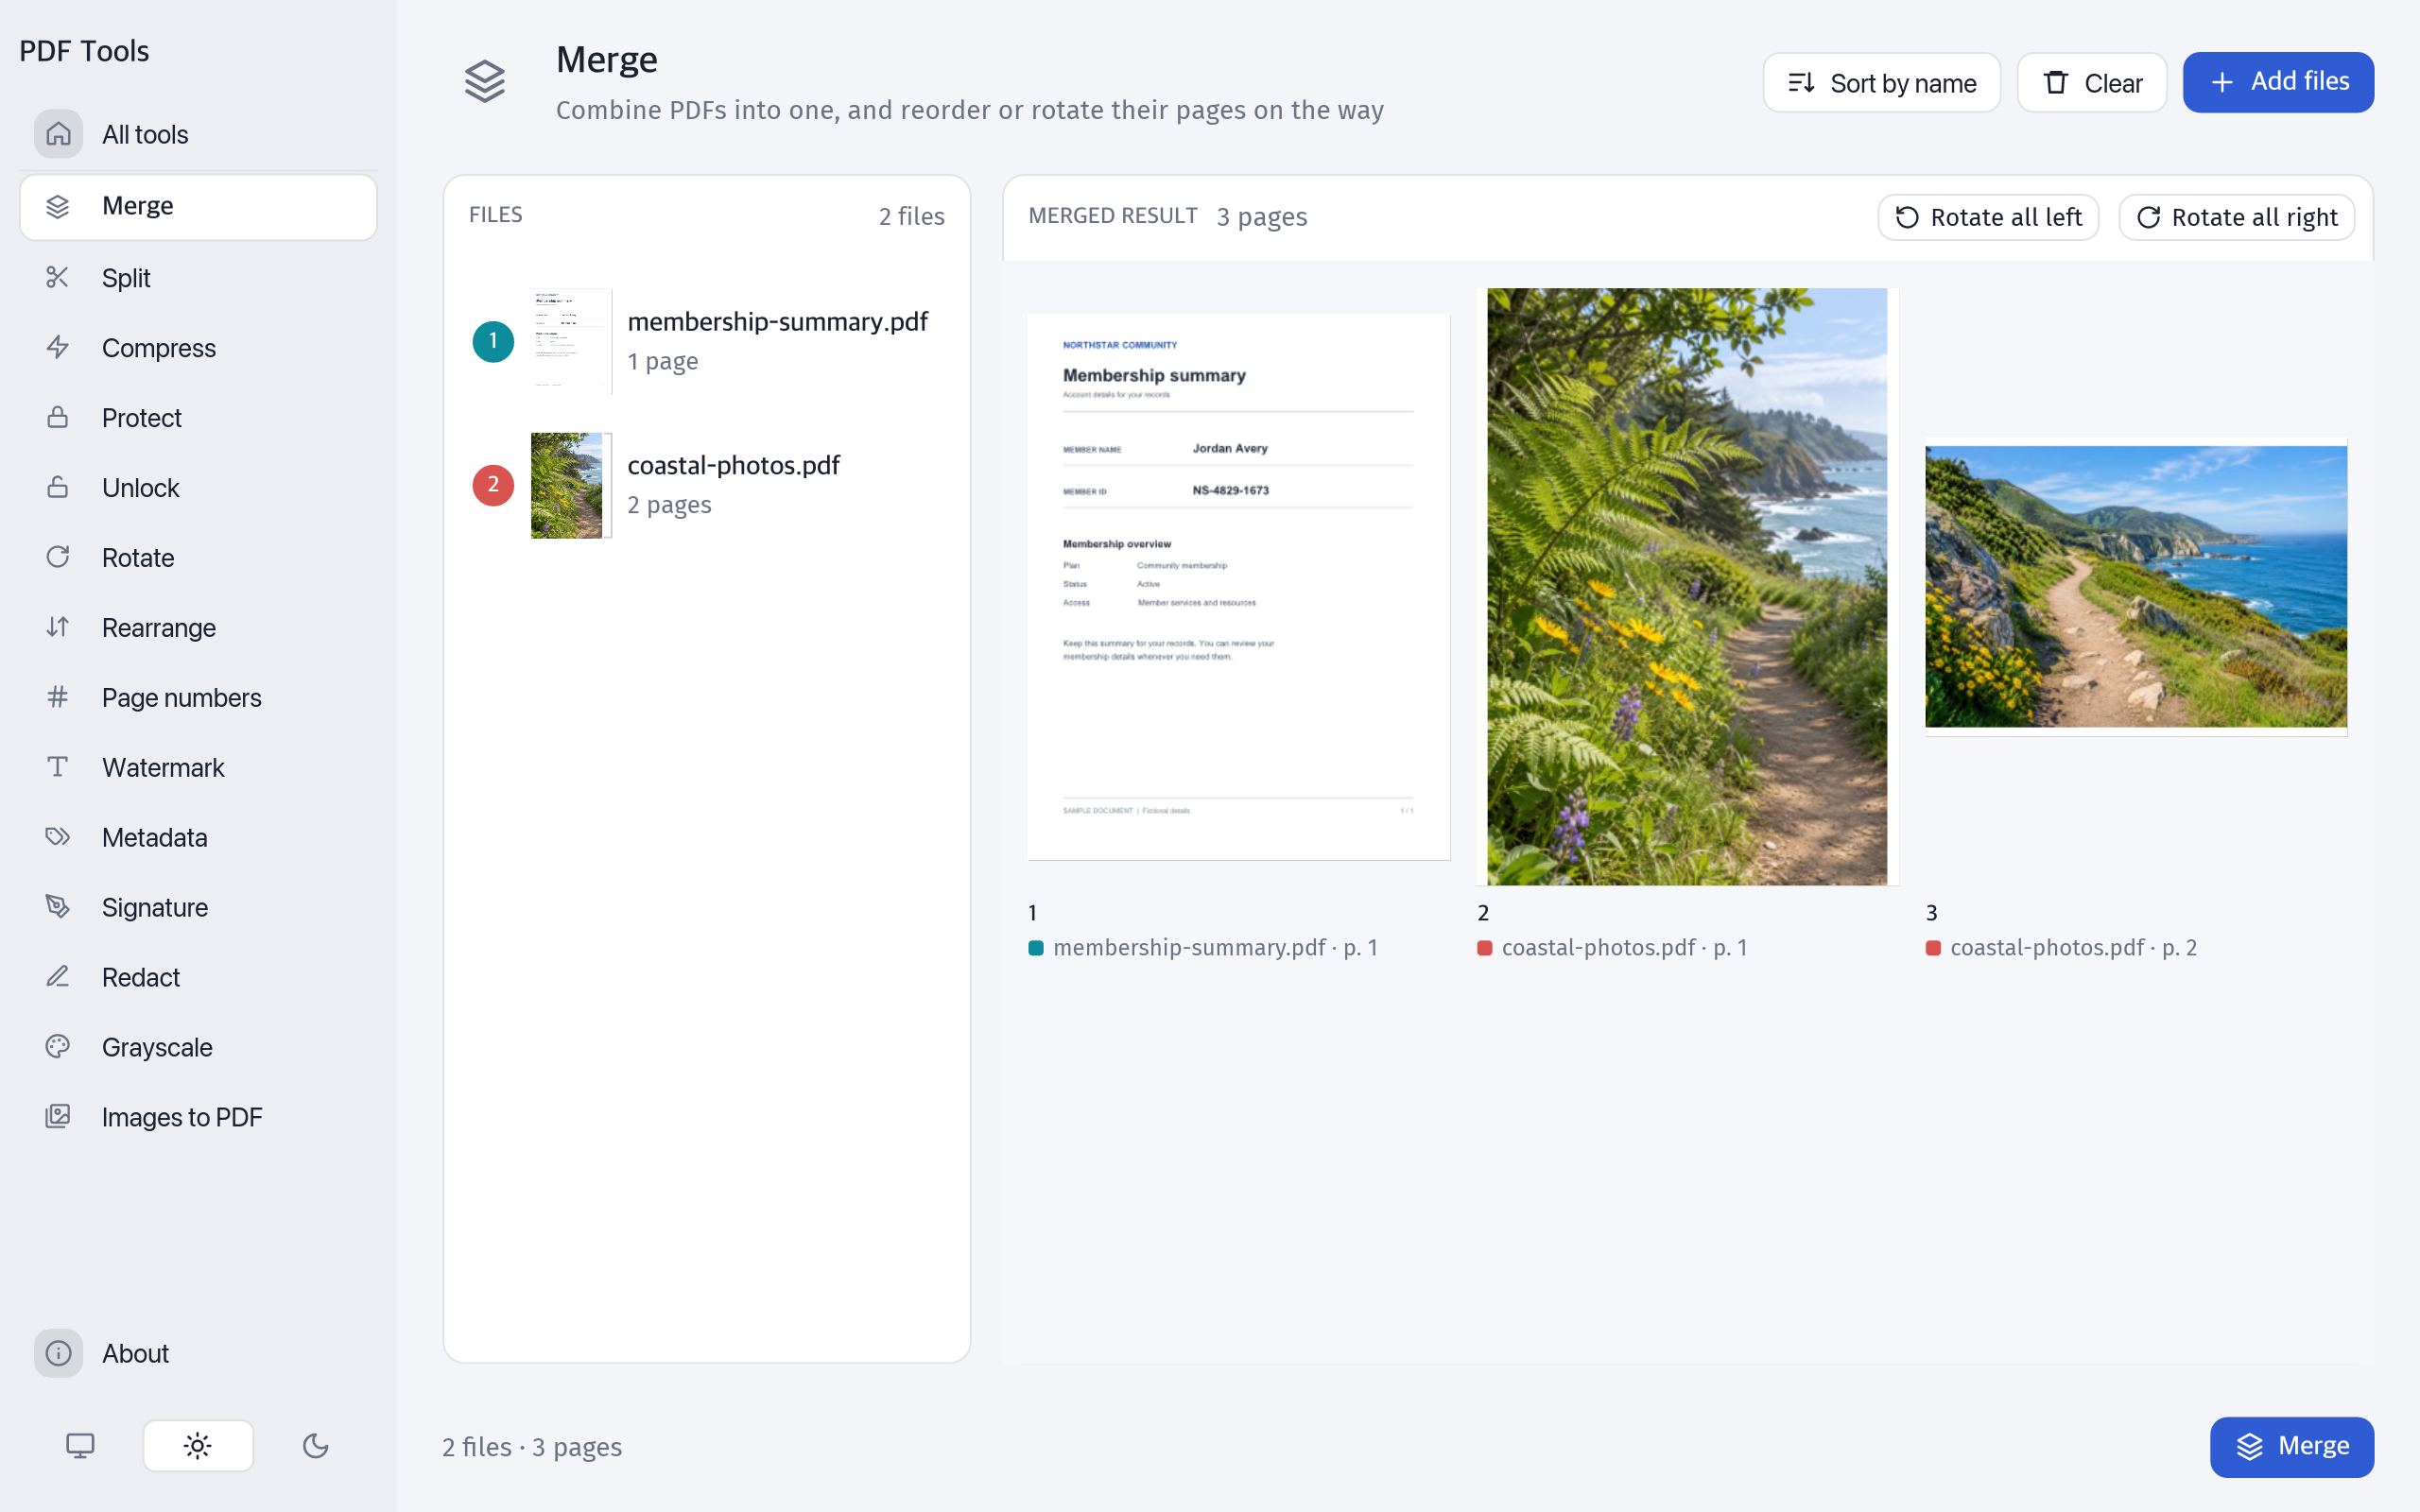 PDF Tools
All tools
Merge
Split
Compress
Protect
Unlock
Rotate
Rearrange
Page numbers
Watermark
Metadata
Signature
Redact
Grayscale
Images to PDF
About
Merge
Combine PDFs into one, and reorder or rotate their pages on the way
Sort by name
Clear
Add files
FILES
2 files
1
membership-summary.pdf
1 page
2
coastal-photos.pdf
2 pages
MERGED RESULT 3 pages
Rotate all left
Rotate all right
NORTHSTAR COMMUNITY
Membership summary
Account details for your records
MEMBER NAME Jordan Avery
MEMBER ID NS-4829-1673
Membership overview
Plan Community membership
Status Active
Access Member services and resources
Keep this summary for your records. You can review your
membership details whenever you need them.
SAMPLE DOCUMENT | Fictional details 1 / 1
1
membership-summary.pdf · p. 1
2
coastal-photos.pdf · p. 1
3
coastal-photos.pdf · p. 2
2 files · 3 pages
Merge